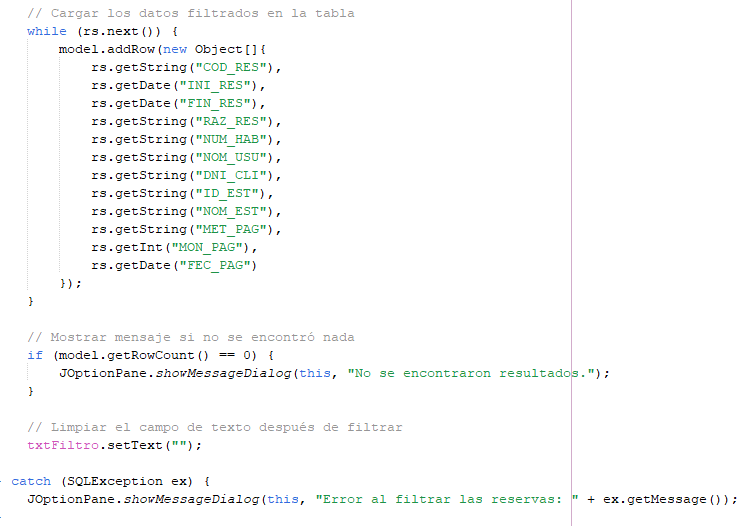 // Cargar los datos filtrados en la tabla
while (rs.next()) {
model.addRow(new Object[]{
rs.getString("COD_RES"),
rs.getDate("INI_RES"),
rs.getDate("FIN_RES"),
rs.getString("RAZ_RES"),
rs.getString("NUM_HAB"),
rs.getString("NOM_USU"),
rs.getString("DNI_CLI"),
rs.getString("ID_EST"),
rs.getString("NOM_EST"),
rs.getString("MET_PAG"),
rs.getInt("MON_PAG"),
rs.getDate("FEC_PAG")
});
}
// Mostrar mensaje si no se encontró nada
if (model.getRowCount() == 0) {
JOptionPane.showMessageDialog(this, "No se encontraron resultados.");
}
// Limpiar el campo de texto después de filtrar
txtFiltro.setText("");
catch (SQLException ex) {
JOptionPane.showMessageDialog(this, "Error al filtrar las reservas: " + ex.getMessage());